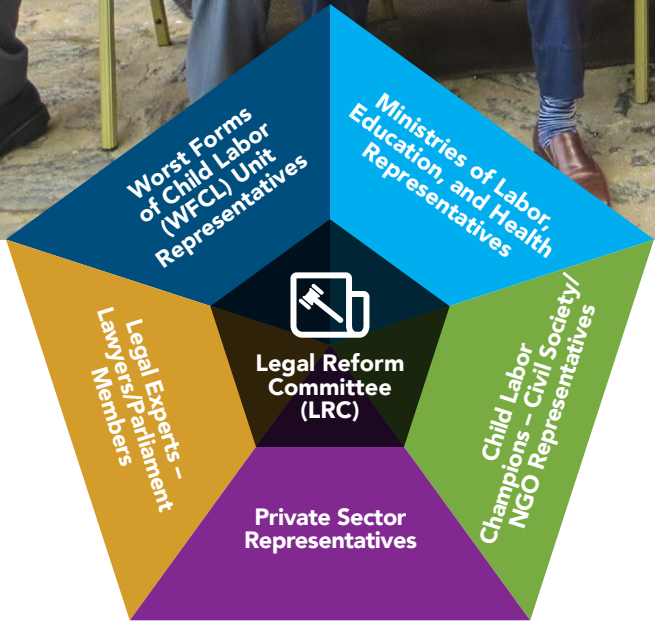 Worst Forms
of Child Labor
(WFCL) Unit
Representatives
Ministries of Labor,
Education, and Health
Representatives
Legal Reform
Committee
(LRC)
Legal Experts –
Lawyers/Parliament
Members
Child Labor
Champions – Civil Society/
NGO Representatives
Private Sector
Representatives